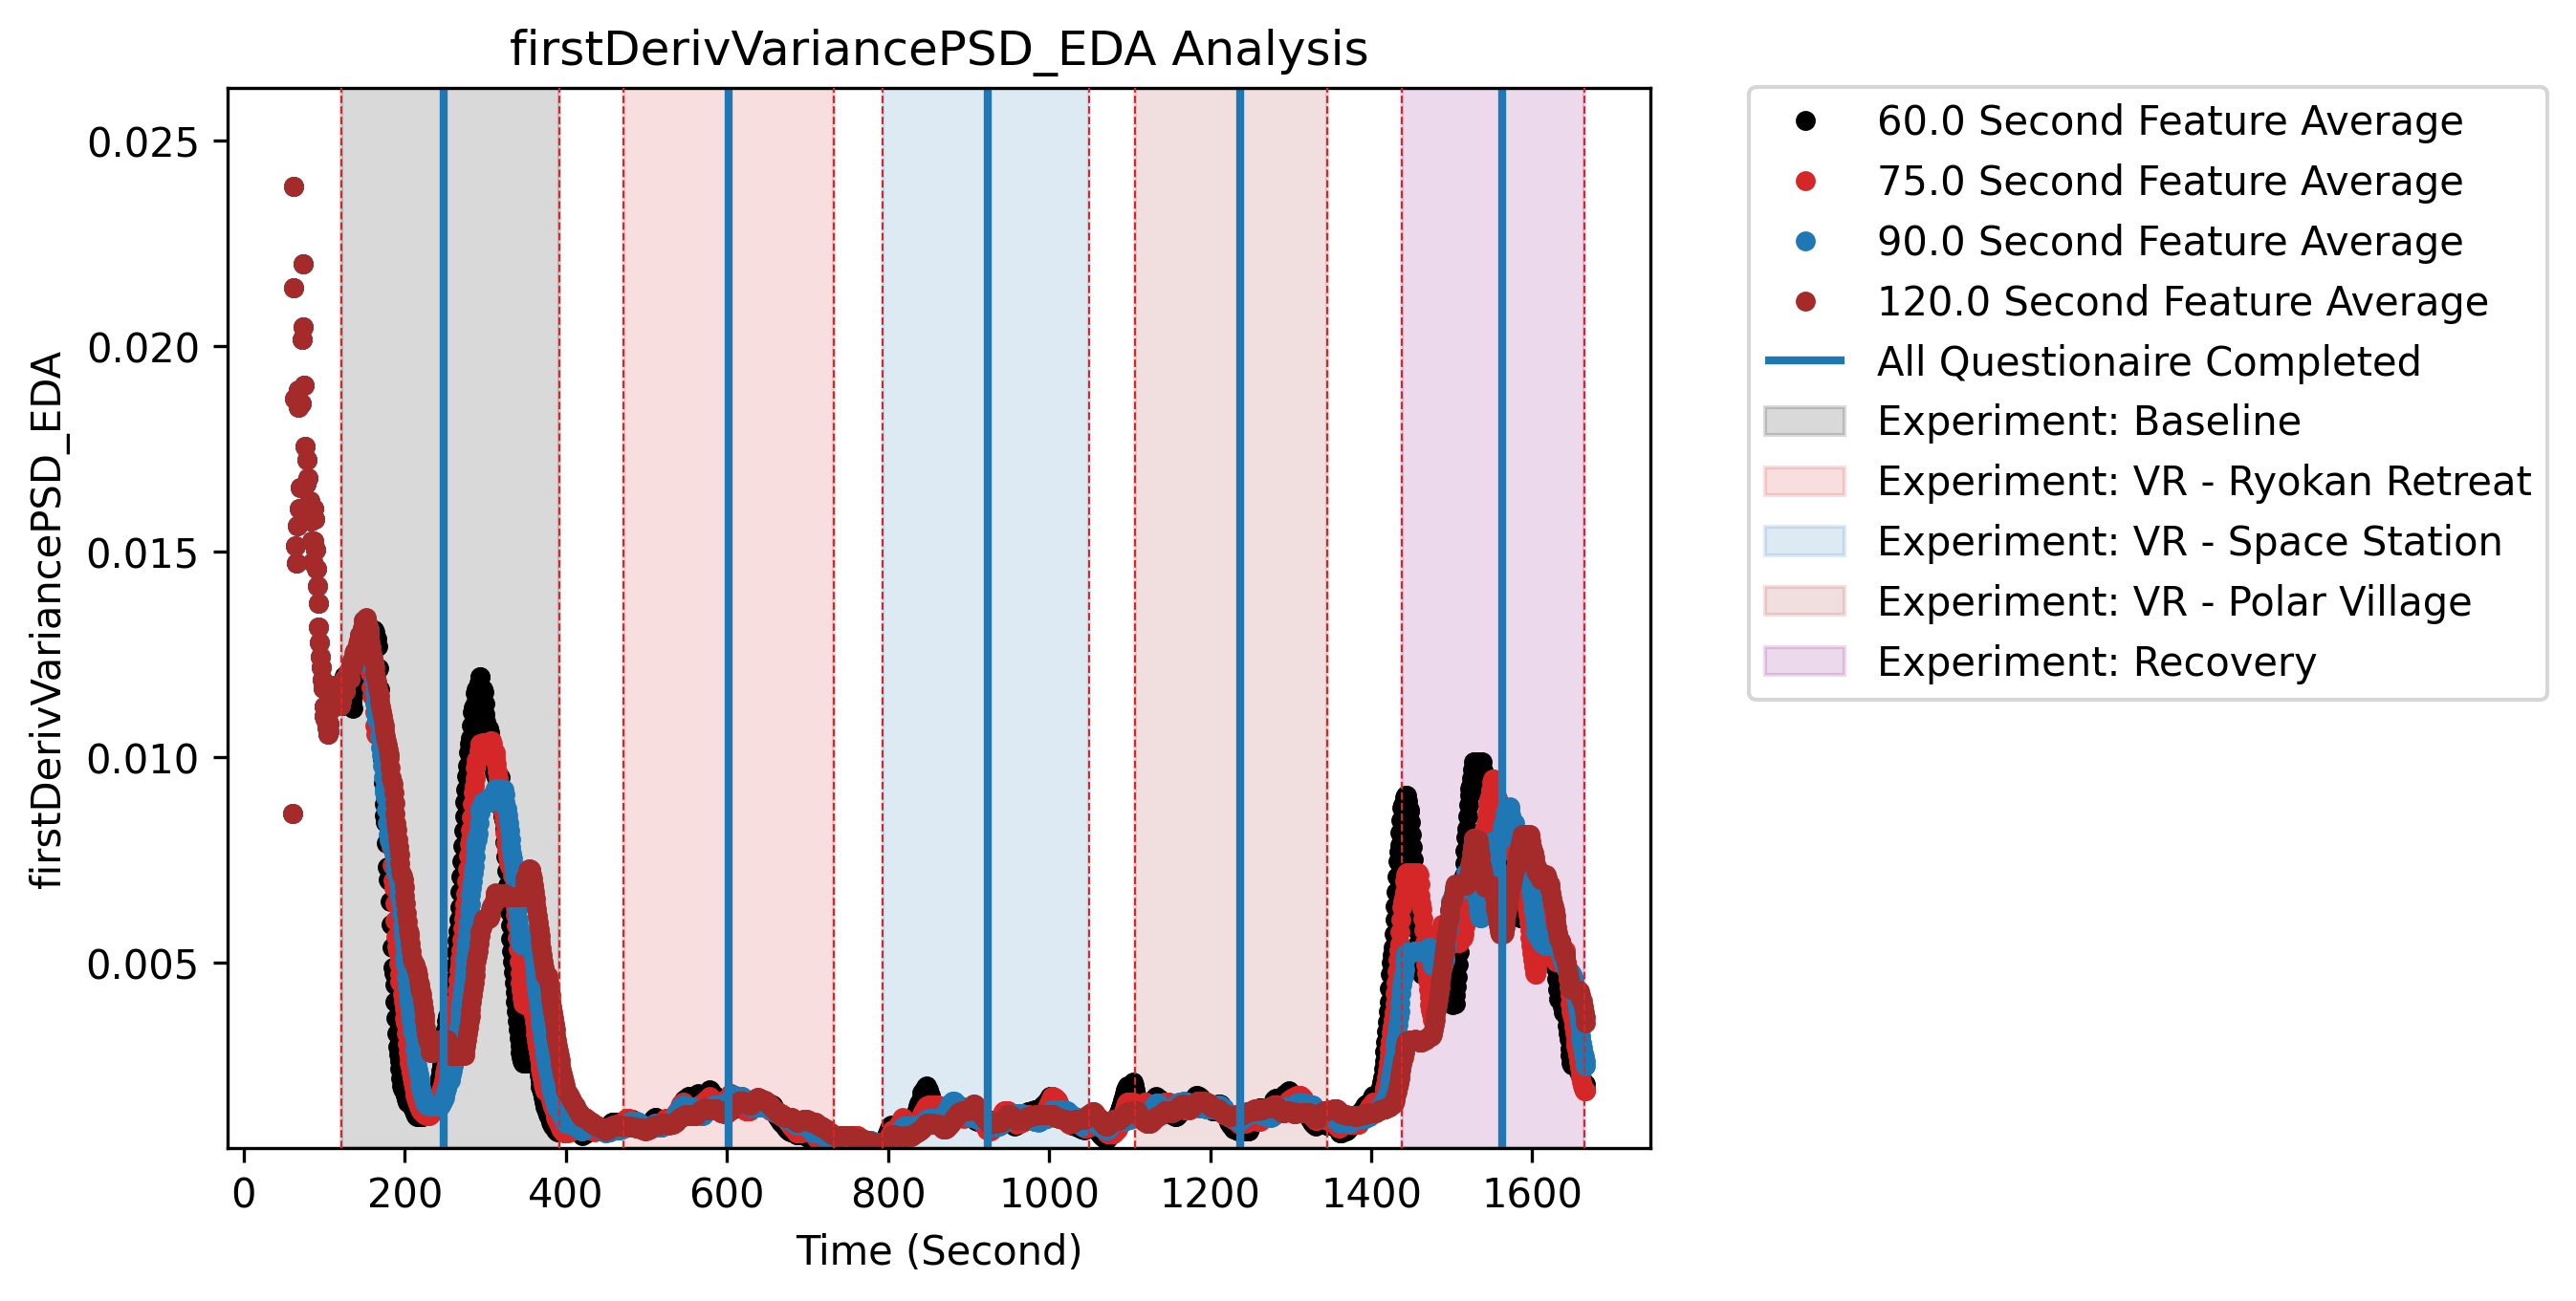 firstDerivVariancePSD_EDA Analysis
firstDerivVariancePSD_EDA
0.025
0.020
0.015
0.010
0.005
0 200 400 600 800 1000 1200 1400 1600
Time (Second)
60.0 Second Feature Average
75.0 Second Feature Average
90.0 Second Feature Average
120.0 Second Feature Average
All Questionaire Completed
Experiment: Baseline
Experiment: VR - Ryokan Retreat
Experiment: VR - Space Station
Experiment: VR - Polar Village
Experiment: Recovery